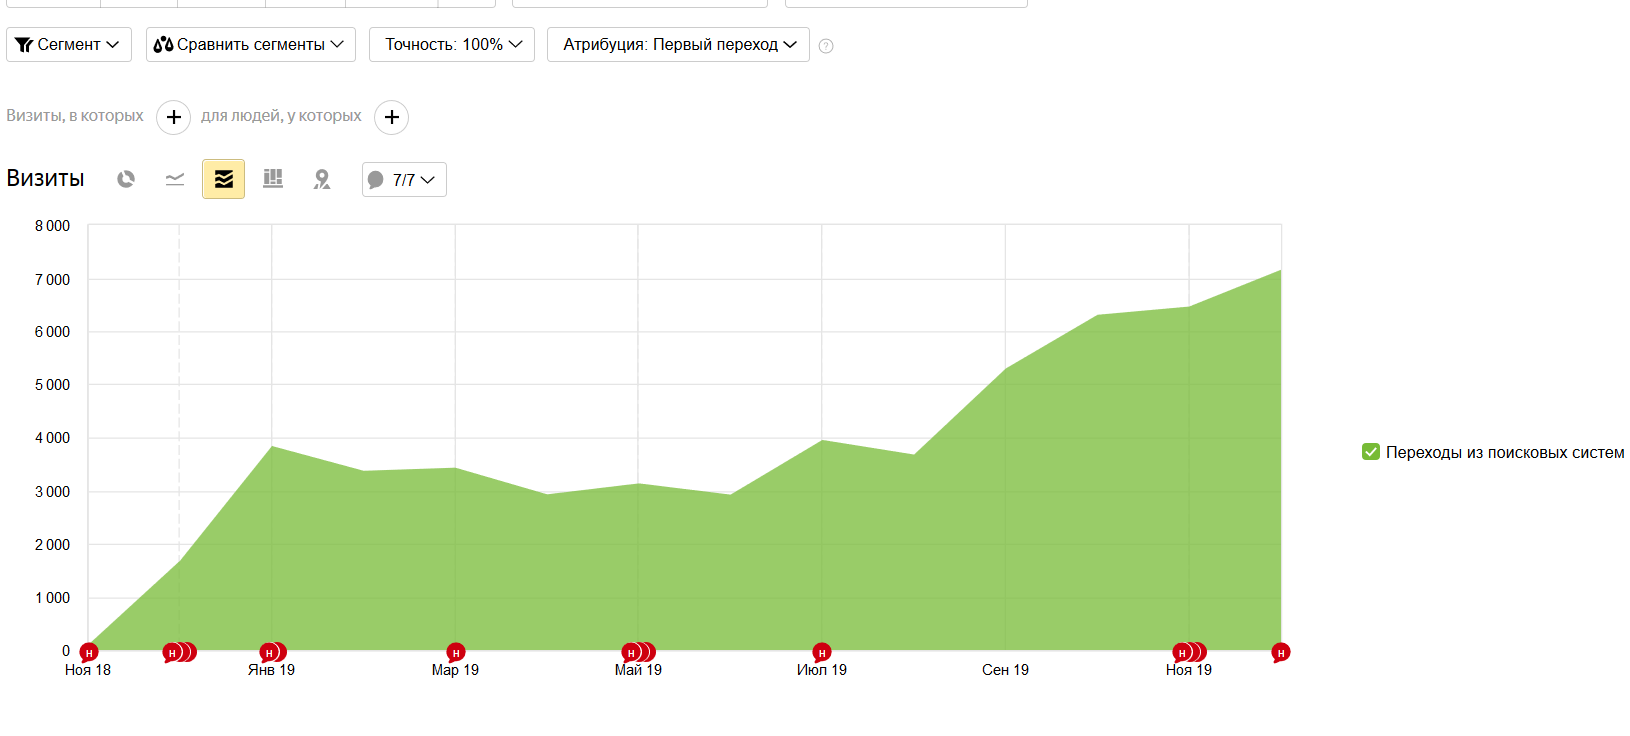 Сегмент Сравнить сегменты Точность: 100% Атрибуция: Первый переход ?
Визиты, в которых + для людей, у которых +
Визиты 7/7
8 000
7 000
6 000
5 000
4 000
3 000
2 000
1 000
0
Переходы из поисковых систем
н н н н н н н н
Ноя 18 Янв 19 Мар 19 Май 19 Июл 19 Сен 19 Ноя 19